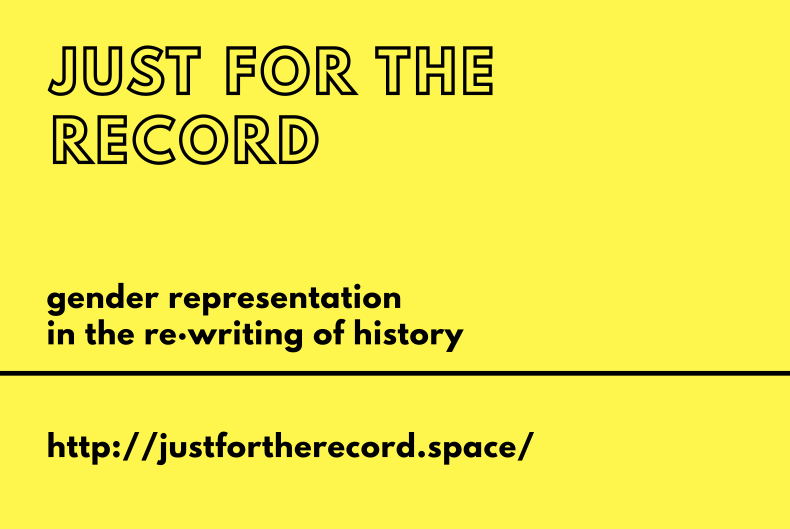 JUST FOR THE
RECORD
gender representation
in the re·writing of history
http://justfortherecord.space/